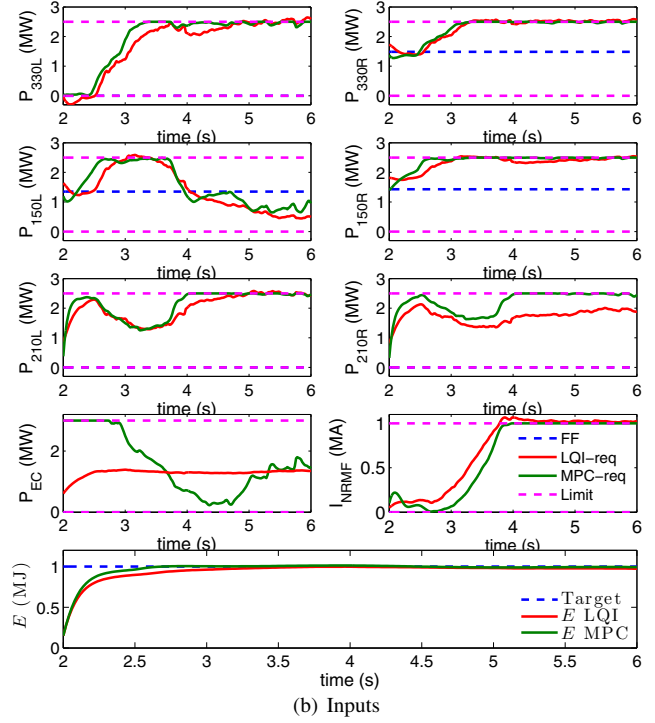 P330L (MW)
3
2
1
0
2 3 4 5 6
time (s)
P330R (MW)
3
2
1
0
2 3 4 5 6
time (s)
P150L (MW)
3
2
1
0
2 3 4 5 6
time (s)
P150R (MW)
3
2
1
0
2 3 4 5 6
time (s)
P210L (MW)
3
2
1
0
2 3 4 5 6
time (s)
P210R (MW)
3
2
1
0
2 3 4 5 6
time (s)
PEC (MW)
2
0
2 3 4 5 6
time (s)
INRMF (MA)
1
0.5
0
FF
LQI-req
MPC-req
Limit
2 3 4 5 6
time (s)
E (MJ)
1
0.5
0
Target
E LQI
E MPC
2 2.5 3 3.5 4 4.5 5 5.5 6
time (s)
(b) Inputs